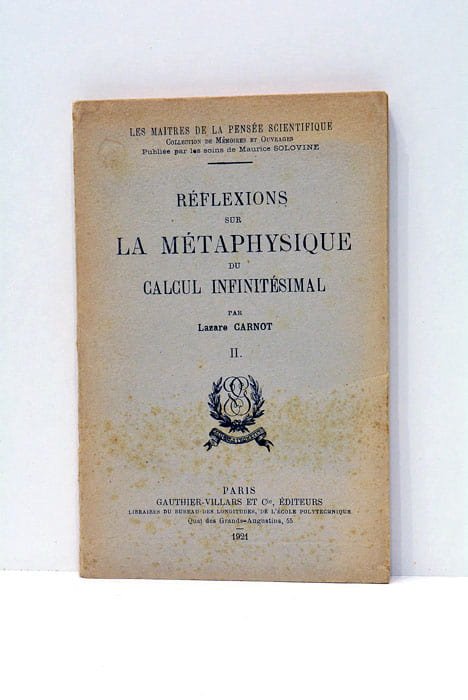 LES MAITRES DE LA PENSÉE SCIENTIFIQUE
COLLECTION DE MÉMOIRES ET OUVRAGES
Publiée par les soins de Maurice SOLOVINE
RÉFLEXIONS
SUR
LA MÉTAPHYSIQUE
DU
CALCUL INFINITÉSIMAL
PAR
Lazare CARNOT
II.
PARIS
GAUTHIER-VILLARS ET Cie, ÉDITEURS
LIBRAIRES DU BUREAU DES LONGITUDES, DE L'ÉCOLE POLYTECHNIQUE
Quai des Grands-Augustins, 55
1921